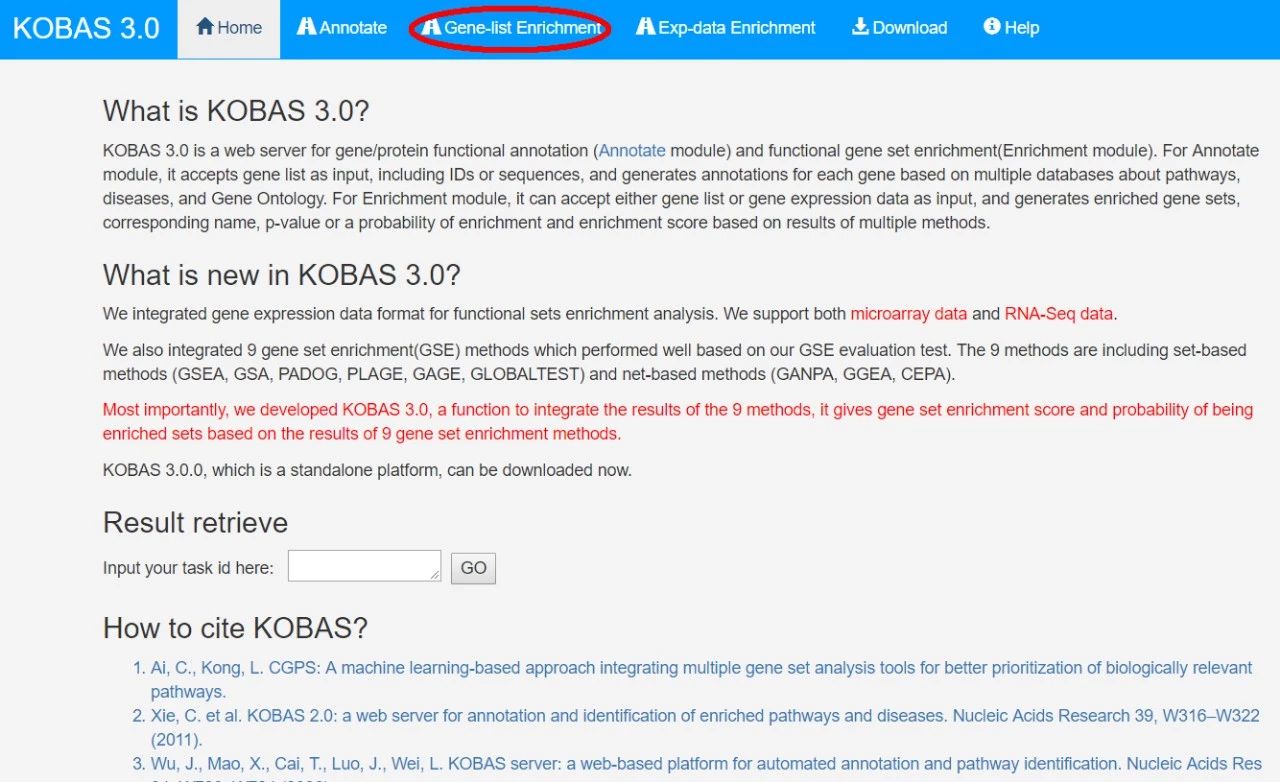 KOBAS 3.0 Home Annotate Gene-list Enrichment Exp-data Enrichment Download Help
What is KOBAS 3.0?
KOBAS 3.0 is a web server for gene/protein functional annotation (Annotate module) and functional gene set enrichment(Enrichment module). For Annotate
module, it accepts gene list as input, including IDs or sequences, and generates annotations for each gene based on multiple databases about pathways,
diseases, and Gene Ontology. For Enrichment module, it can accept either gene list or gene expression data as input, and generates enriched gene sets,
corresponding name, p-value or a probability of enrichment and enrichment score based on results of multiple methods.
What is new in KOBAS 3.0?
We integrated gene expression data format for functional sets enrichment analysis. We support both microarray data and RNA-Seq data.
We also integrated 9 gene set enrichment(GSE) methods which performed well based on our GSE evaluation test. The 9 methods are including set-based
methods (GSEA, GSA, PADOG, PLAGE, GAGE, GLOBALTEST) and net-based methods (GANPA, GGEA, CEPA).
Most importantly, we developed KOBAS 3.0, a function to integrate the results of the 9 methods, it gives gene set enrichment score and probability of being
enriched sets based on the results of 9 gene set enrichment methods.
KOBAS 3.0.0, which is a standalone platform, can be downloaded now.
Result retrieve
Input your task id here: GO
How to cite KOBAS?
1. Ai, C., Kong, L. CGPS: A machine learning-based approach integrating multiple gene set analysis tools for better prioritization of biologically relevant
pathways.
2. Xie, C. et al. KOBAS 2.0: a web server for annotation and identification of enriched pathways and diseases. Nucleic Acids Research 39, W316–W322
(2011).
3. Wu, J., Mao, X., Cai, T., Luo, J., Wei, L. KOBAS server: a web-based platform for automated annotation and pathway identification. Nucleic Acids Res